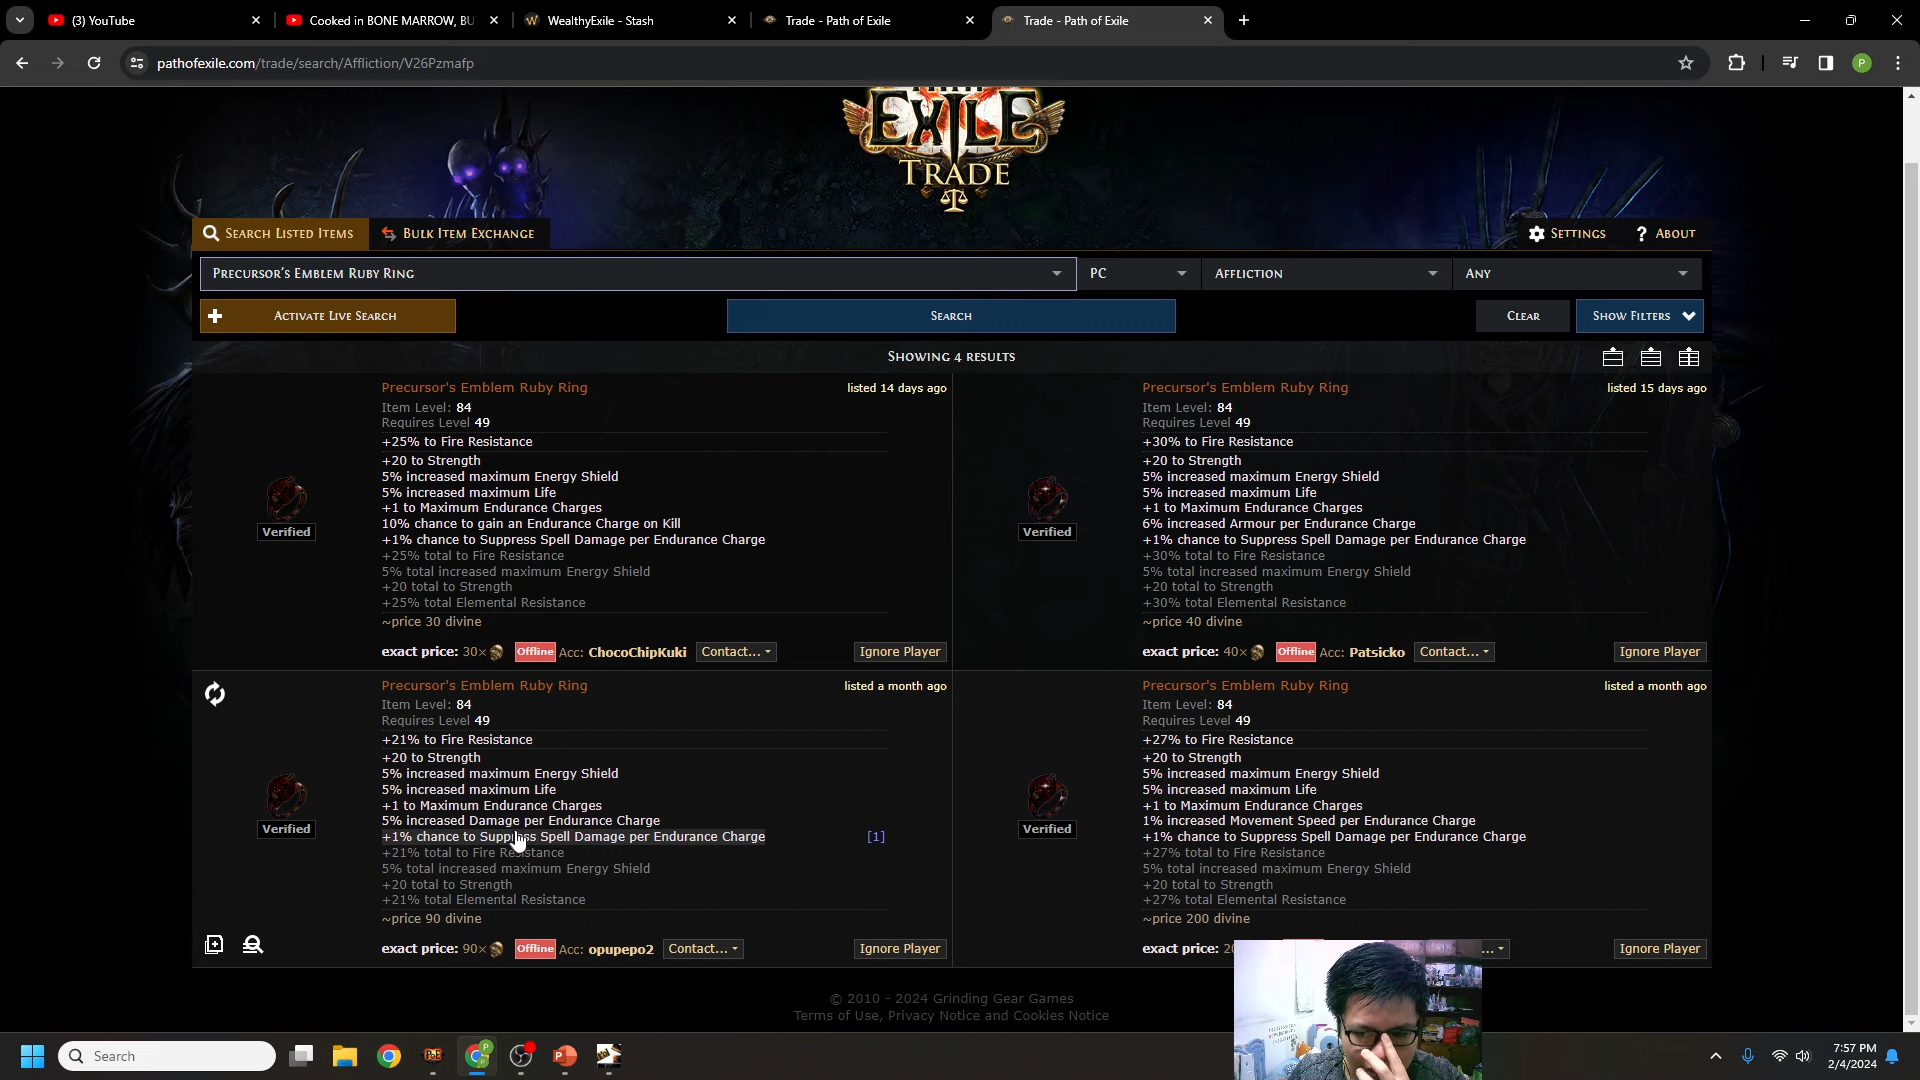 (3) YouTube
Cooked in BONE MARROW, BU
WealthyExile - Stash
Trade - Path of Exile
Trade - Path of Exile
pathofexile.com/trade/search/Affliction/V26Pzmafp
P
EXILE
TRADE
SEARCH LISTED ITEMS
BULK ITEM EXCHANGE
SETTINGS
? ABOUT
PRECURSOR'S EMBLEM RUBY RING
PC
AFFLICTION
ANY
ACTIVATE LIVE SEARCH
SEARCH
CLEAR
SHOW FILTERS
SHOWING 4 RESULTS
Precursor's Emblem Ruby Ring
listed 14 days ago
Item Level: 84
Requires Level 49
+25% to Fire Resistance
+20 to Strength
5% increased maximum Energy Shield
5% increased maximum Life
+1 to Maximum Endurance Charges
10% chance to gain an Endurance Charge on Kill
+1% chance to Suppress Spell Damage per Endurance Charge
+25% total to Fire Resistance
5% total increased maximum Energy Shield
+20 total to Strength
+25% total Elemental Resistance
~price 30 divine
Verified
exact price: 30×
Offline
Acc: ChocoChipKuki
Contact...
Ignore Player
Precursor's Emblem Ruby Ring
listed 15 days ago
Item Level: 84
Requires Level 49
+30% to Fire Resistance
+20 to Strength
5% increased maximum Energy Shield
5% increased maximum Life
+1 to Maximum Endurance Charges
6% increased Armour per Endurance Charge
+1% chance to Suppress Spell Damage per Endurance Charge
+30% total to Fire Resistance
5% total increased maximum Energy Shield
+20 total to Strength
+30% total Elemental Resistance
~price 40 divine
Verified
exact price: 40×
Offline
Acc: Patsicko
Contact...
Ignore Player
Precursor's Emblem Ruby Ring
listed a month ago
Item Level: 84
Requires Level 49
+21% to Fire Resistance
+20 to Strength
5% increased maximum Energy Shield
5% increased maximum Life
+1 to Maximum Endurance Charges
5% increased Damage per Endurance Charge
+1% chance to Suppress Spell Damage per Endurance Charge
[1]
+21% total to Fire Resistance
5% total increased maximum Energy Shield
+20 total to Strength
+21% total Elemental Resistance
~price 90 divine
Verified
exact price: 90×
Offline
Acc: opupepo2
Contact...
Ignore Player
Precursor's Emblem Ruby Ring
listed a month ago
Item Level: 84
Requires Level 49
+27% to Fire Resistance
+20 to Strength
5% increased maximum Energy Shield
5% increased maximum Life
+1 to Maximum Endurance Charges
1% increased Movement Speed per Endurance Charge
+1% chance to Suppress Spell Damage per Endurance Charge
+27% total to Fire Resistance
5% total increased maximum Energy Shield
+20 total to Strength
+27% total Elemental Resistance
~price 200 divine
Verified
exact price:
Ignore Player
© 2010 - 2024 Grinding Gear Games
Terms of Use, Privacy Notice and Cookies Notice
Search
7:57 PM
2/4/2024